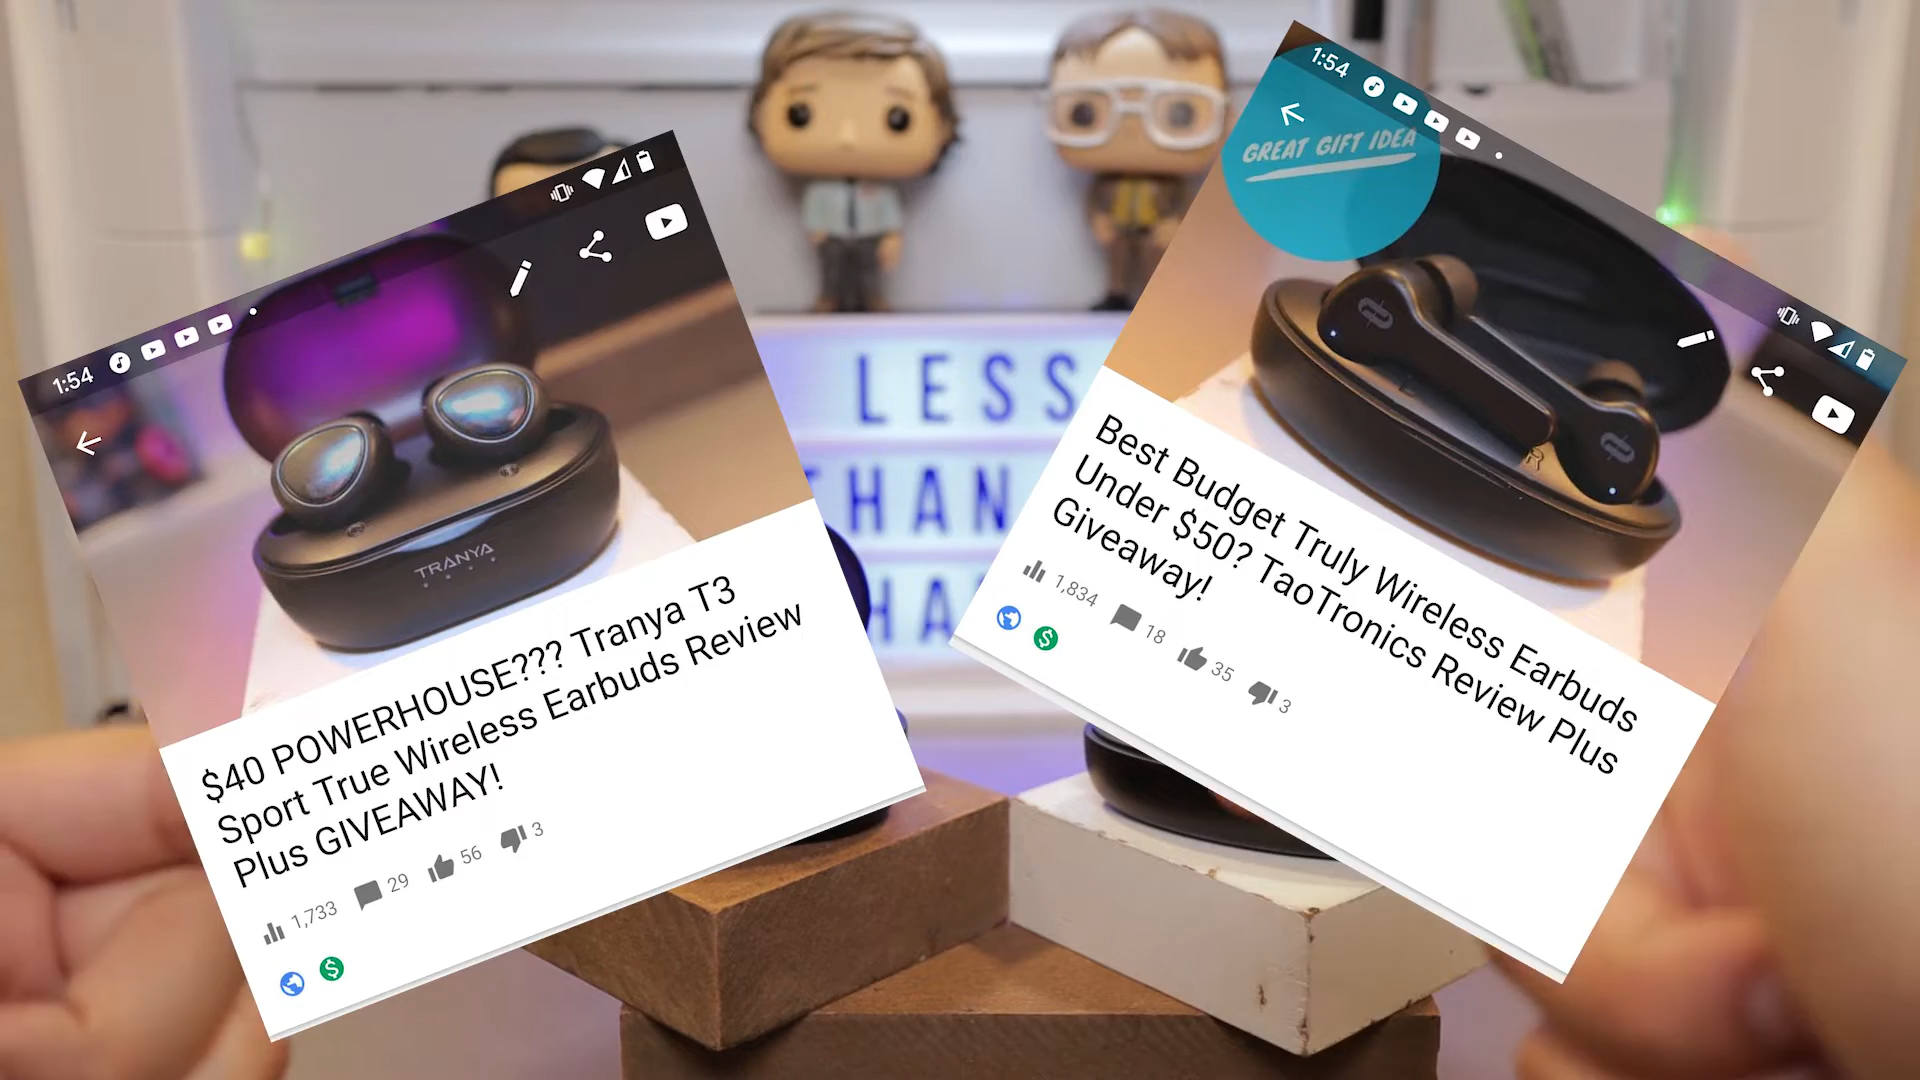 1:54
TRANYA
$40 POWERHOUSE??? Tranya T3
Sport True Wireless Earbuds Review
Plus GIVEAWAY!
1,733 29 56 3
LESS
THAN
HA
1:54
GREAT GIFT IDEA
L
R
Best Budget Truly Wireless Earbuds
Under $50? TaoTronics Review Plus
Giveaway!
1,834 18 35 3